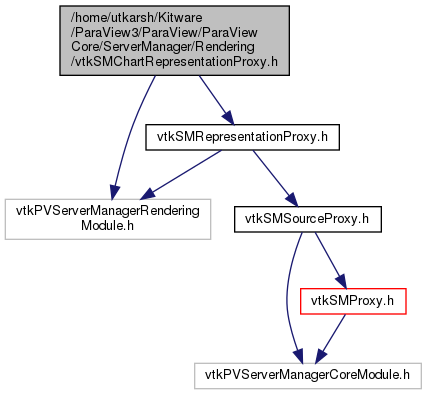 /home/utkarsh/Kitware
/ParaView3/ParaView/ParaView
Core/ServerManager/Rendering
/vtkSMChartRepresentationProxy.h
vtkSMRepresentationProxy.h
vtkPVServerManagerRendering
Module.h
vtkSMSourceProxy.h
vtkSMProxy.h
vtkPVServerManagerCoreModule.h